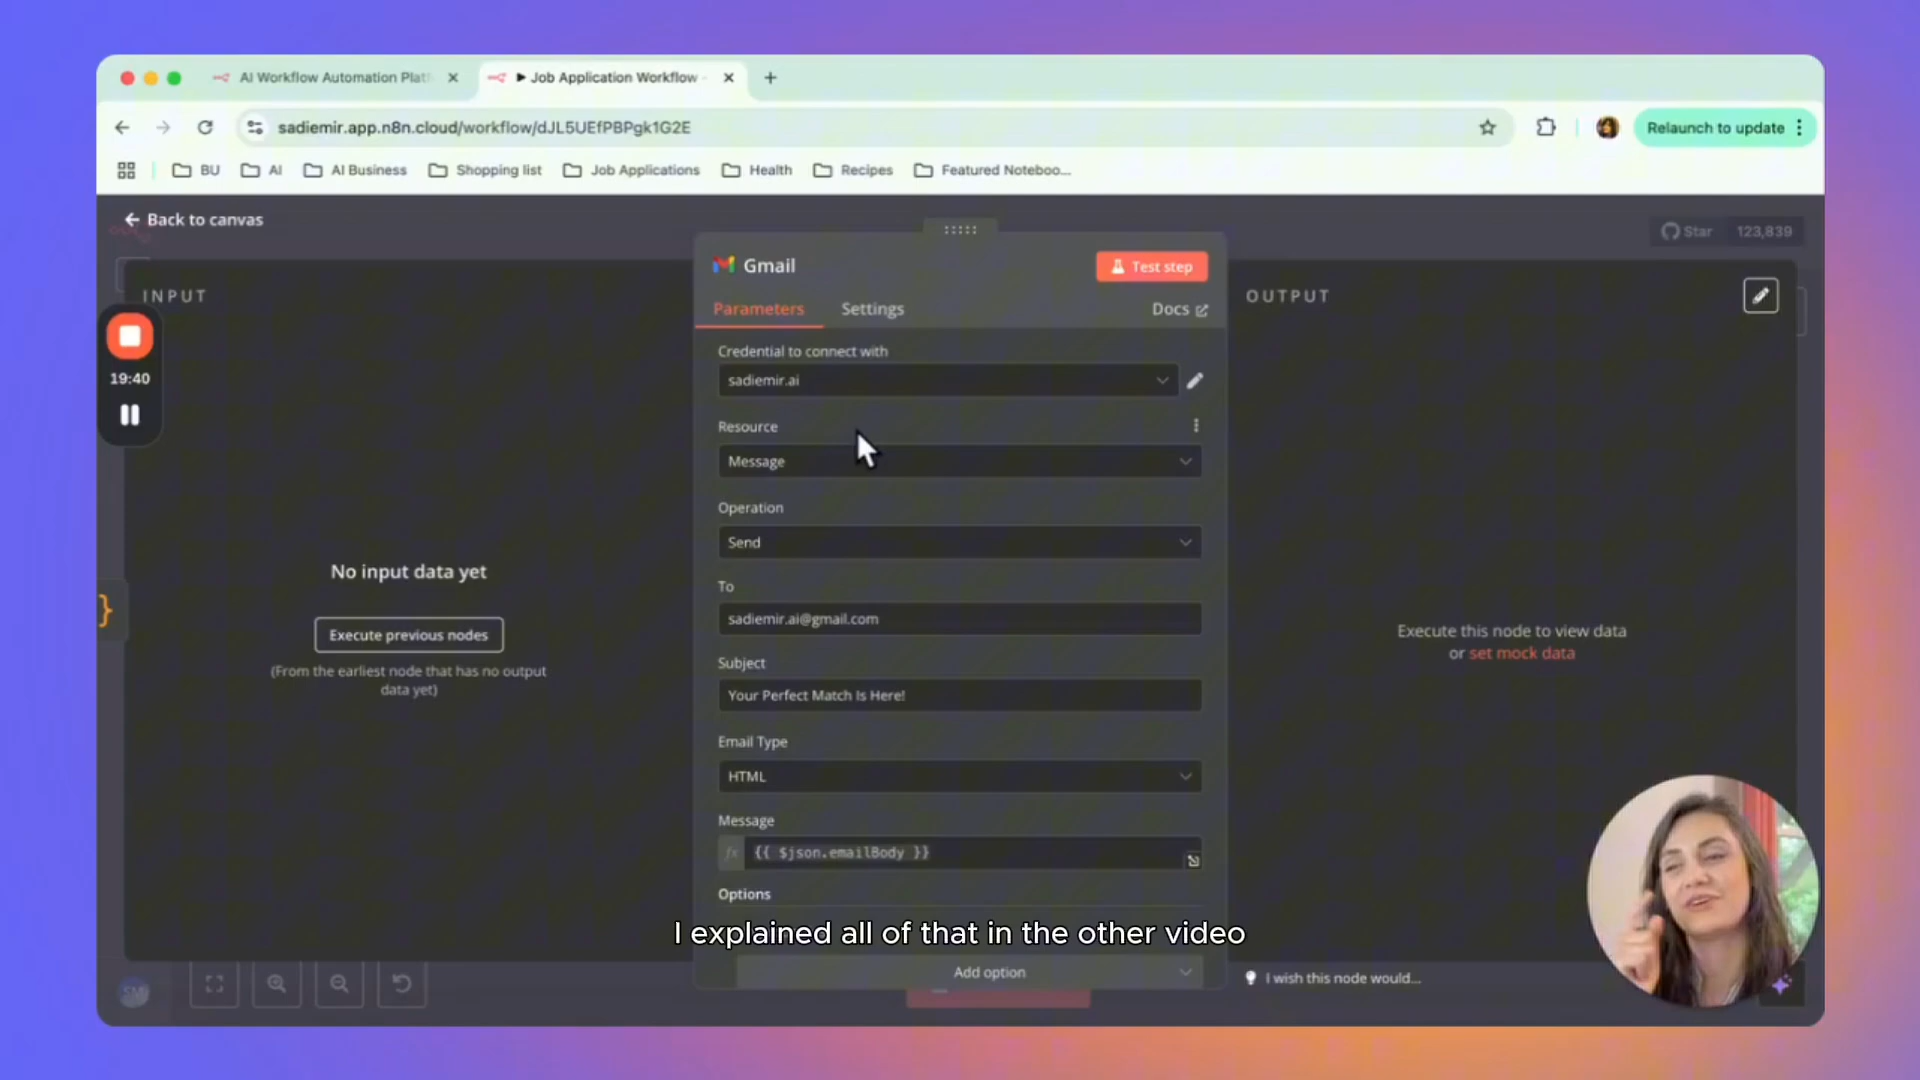 AI Workflow Automation Platf
▶ Job Application Workflow -
sadiemir.app.n8n.cloud/workflow/dJL5UEfPBPgk1G2E
Relaunch to update
BU
AI
AI Business
Shopping list
Job Applications
Health
Recipes
Featured Noteboo...
Back to canvas
Star
123,839
INPUT
19:40
No input data yet
Execute previous nodes
(From the earliest node that has no output
data yet)
Gmail
Test step
Parameters
Settings
Docs
Credential to connect with
sadiemir.ai
Resource
Message
Operation
Send
To
sadiemir.ai@gmail.com
Subject
Your Perfect Match Is Here!
Email Type
HTML
Message
fx
{{ $json.emailBody }}
Options
I explained all of that in the other video
Add option
OUTPUT
Execute this node to view data
or set mock data
I wish this node would...
SM